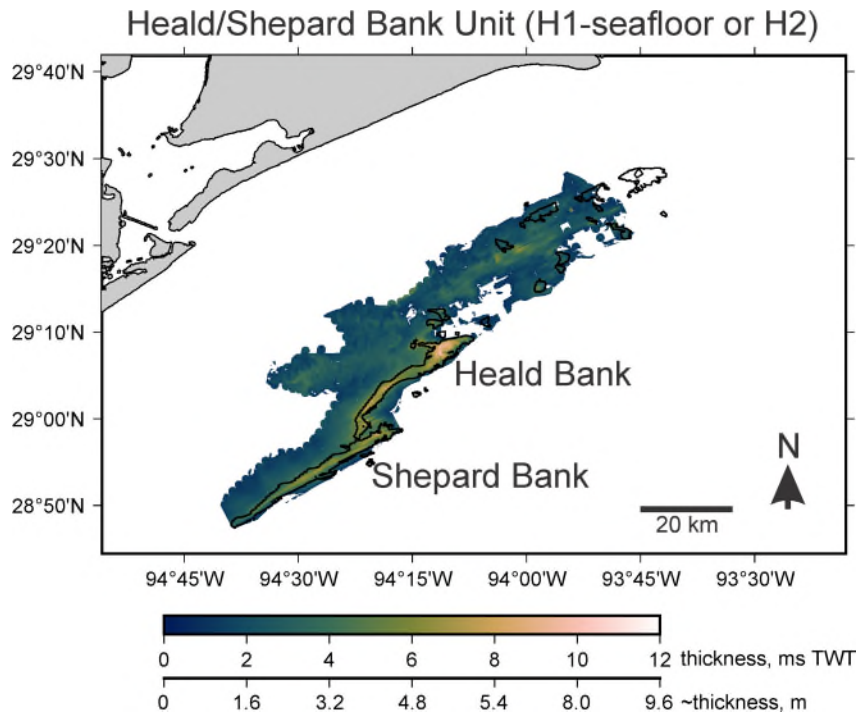 Heald/Shepard Bank Unit (H1-seafloor or H2)
29°40'N
29°30'N
29°20'N
29°10'N
29°00'N
28°50'N
Heald Bank
Shepard Bank
N
20 km
94°45'W 94°30'W 94°15'W 94°00'W 93°45'W 93°30'W
0 2 4 6 8 10 12 thickness, ms TWT
0 1.6 3.2 4.8 5.4 8.0 9.6 ~thickness, m